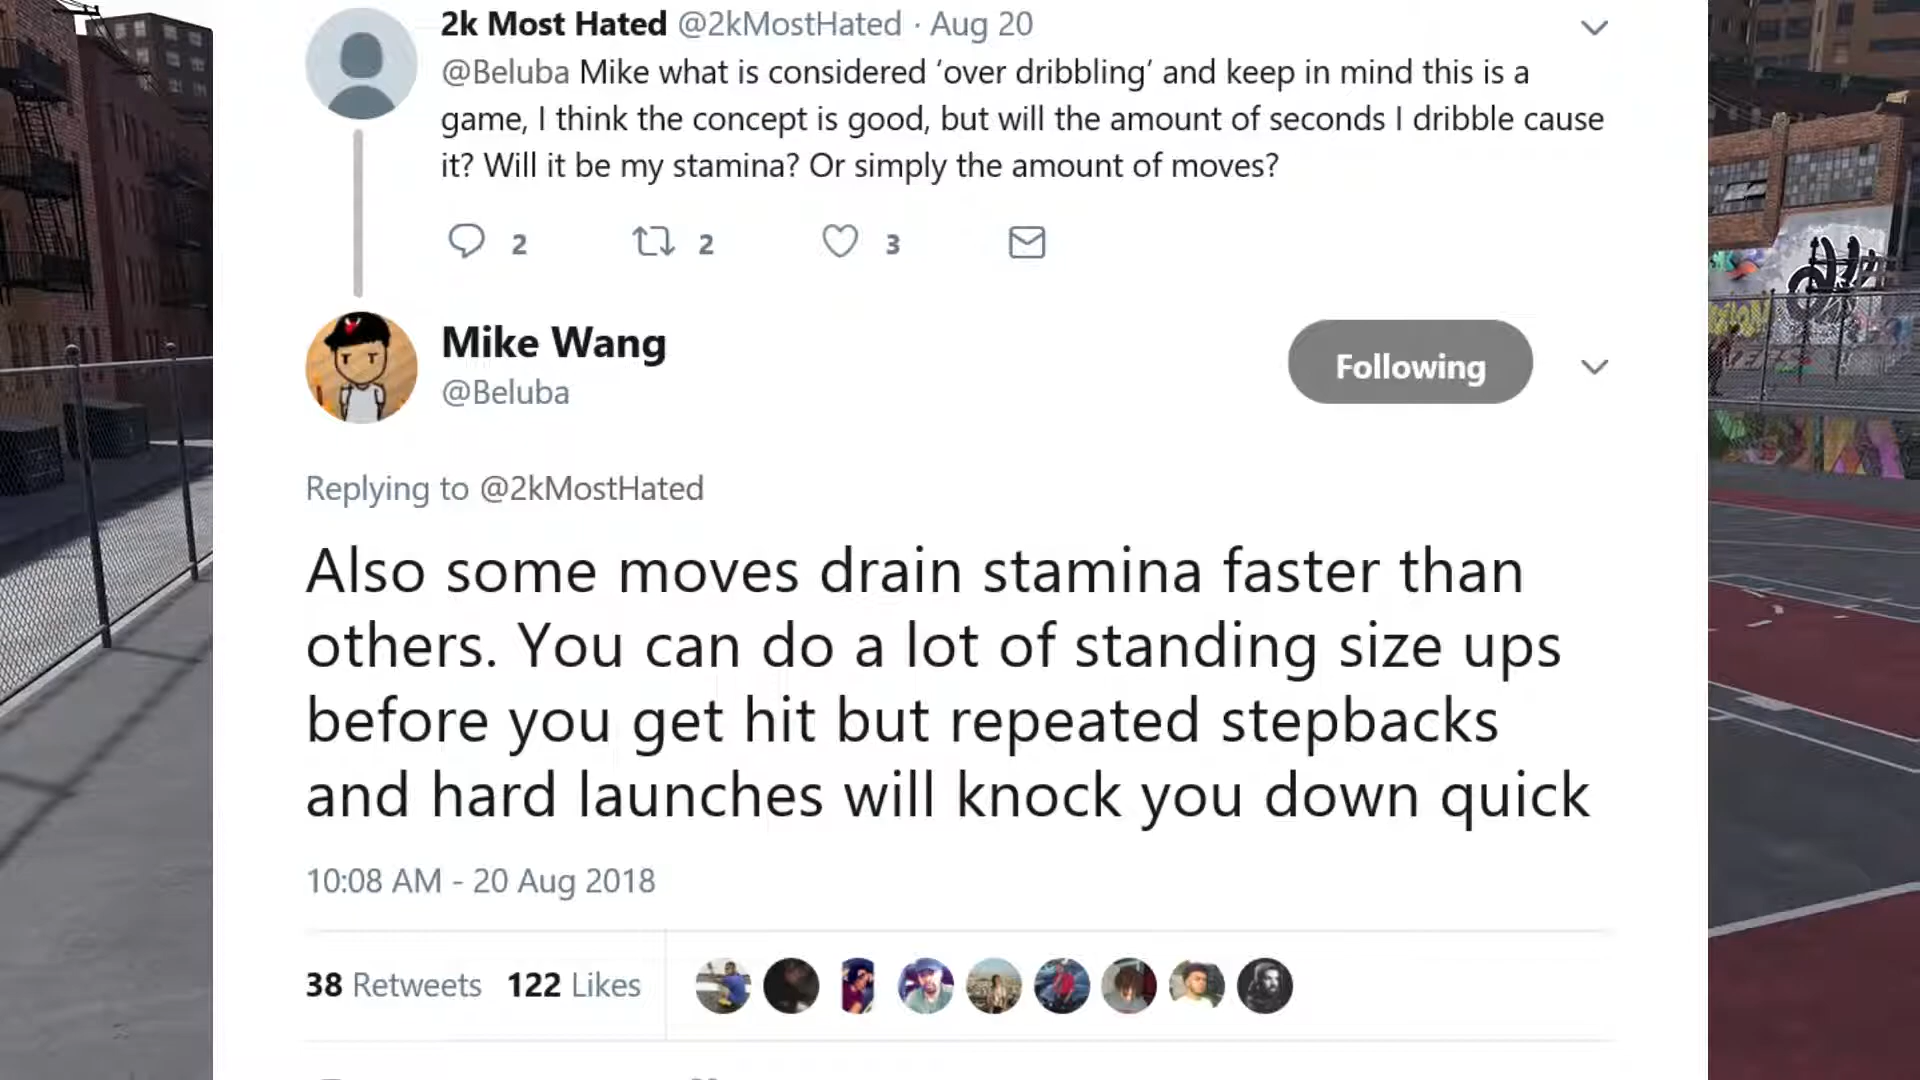 2k Most Hated @2kMostHated · Aug 20
@Beluba Mike what is considered ‘over dribbling’ and keep in mind this is a
game, I think the concept is good, but will the amount of seconds I dribble cause
it? Will it be my stamina? Or simply the amount of moves?
2 2 3
Mike Wang
Following
@Beluba
Replying to @2kMostHated
Also some moves drain stamina faster than
others. You can do a lot of standing size ups
before you get hit but repeated stepbacks
and hard launches will knock you down quick
10:08 AM - 20 Aug 2018
38 Retweets 122 Likes